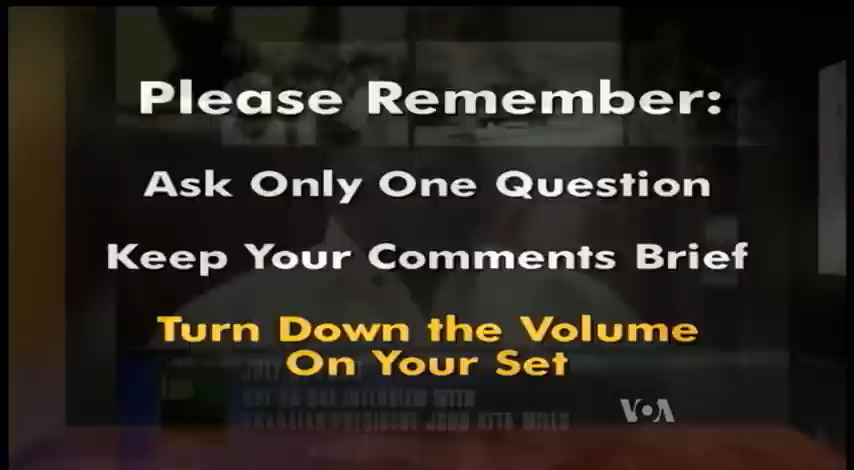 Please Remember:
Ask Only One Question
Keep Your Comments Brief
Turn Down the Volume
On Your Set
VOA